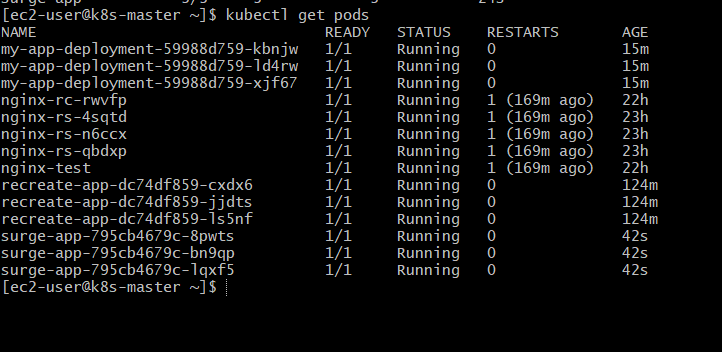 [ec2-user@k8s-master ~]$ kubectl get pods
NAME READY STATUS RESTARTS AGE
my-app-deployment-59988d759-kbnjw 1/1 Running 0 15m
my-app-deployment-59988d759-ld4rw 1/1 Running 0 15m
my-app-deployment-59988d759-xjf67 1/1 Running 0 15m
nginx-rc-rwvfp 1/1 Running 1 (169m ago) 22h
nginx-rs-4sqtd 1/1 Running 1 (169m ago) 23h
nginx-rs-n6ccx 1/1 Running 1 (169m ago) 23h
nginx-rs-qbdxp 1/1 Running 1 (169m ago) 23h
nginx-test 1/1 Running 1 (169m ago) 22h
recreate-app-dc74df859-cxdx6 1/1 Running 0 124m
recreate-app-dc74df859-jjdts 1/1 Running 0 124m
recreate-app-dc74df859-ls5nf 1/1 Running 0 124m
surge-app-795cb4679c-8pwts 1/1 Running 0 42s
surge-app-795cb4679c-bn9qp 1/1 Running 0 42s
surge-app-795cb4679c-lqxf5 1/1 Running 0 42s
[ec2-user@k8s-master ~]$